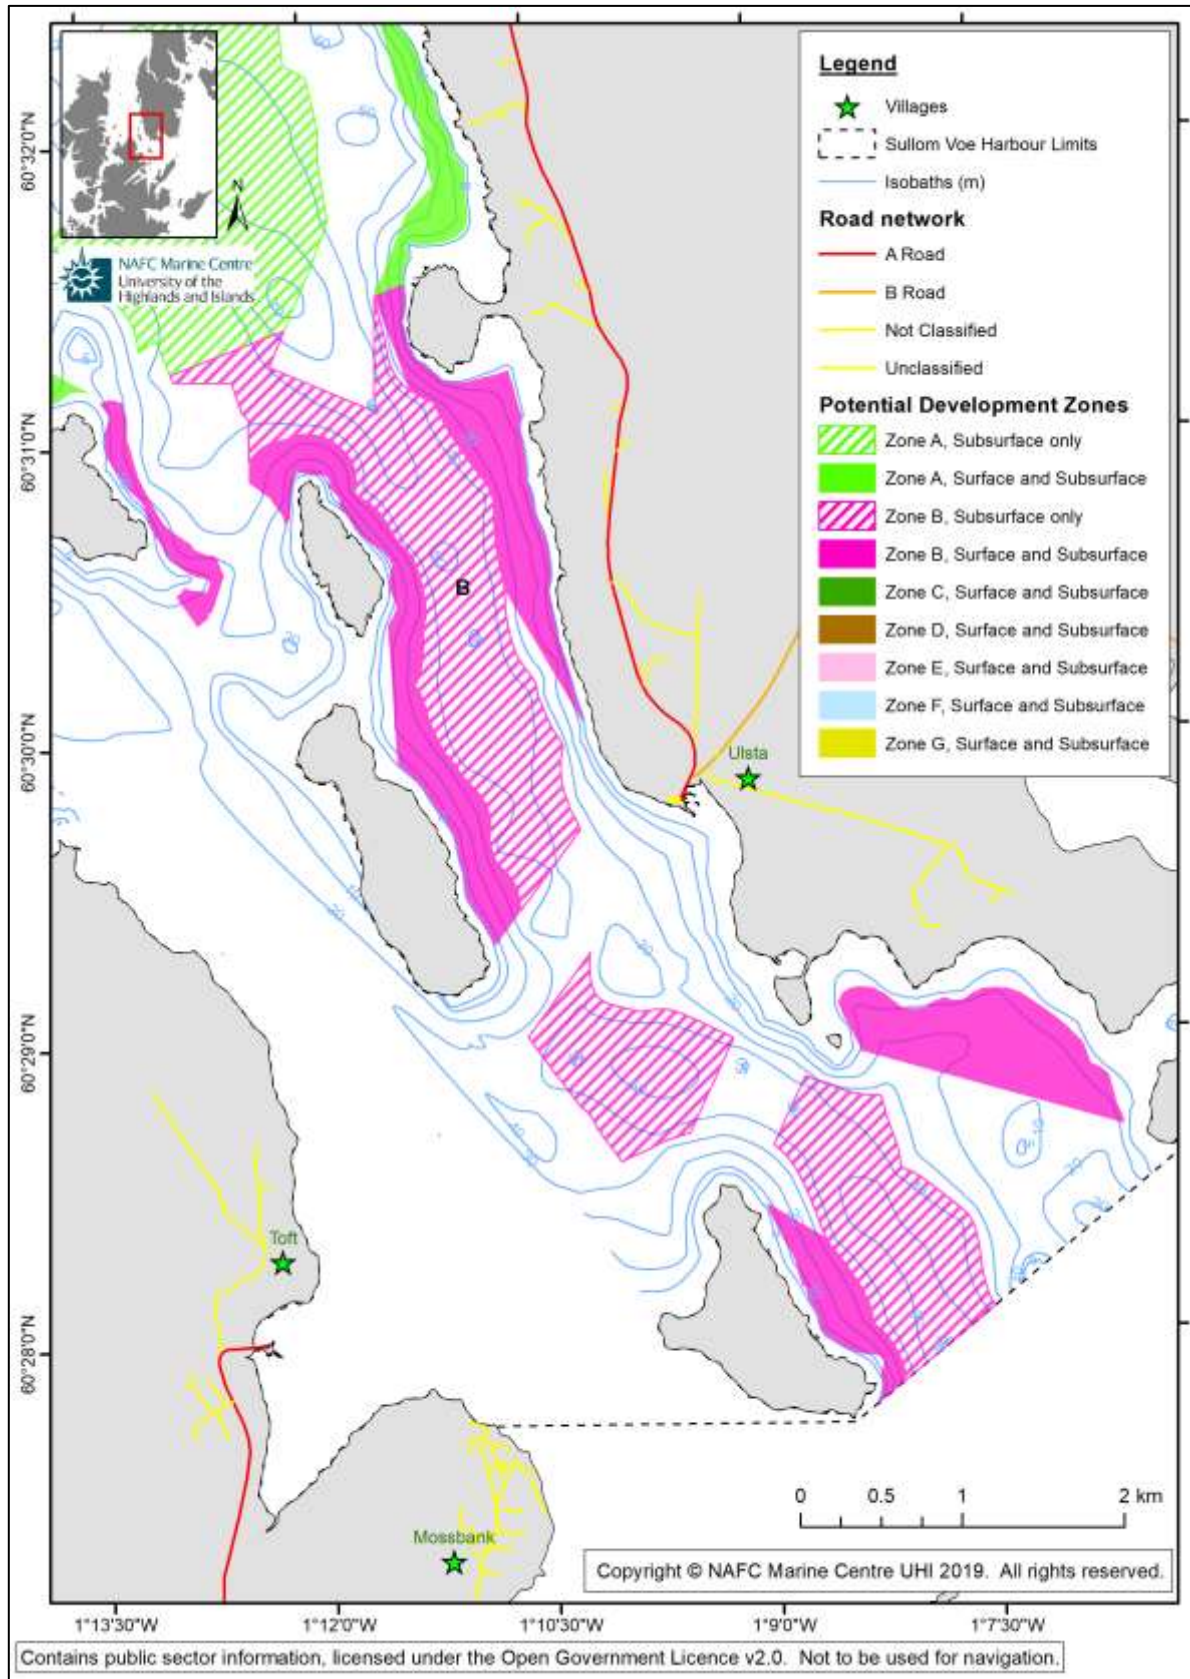 Legend
Villages
Sullom Voe Harbour Limits
Isobaths (m)
Road network
A Road
B Road
Not Classified
Unclassified
Potential Development Zones
Zone A, Subsurface only
Zone A, Surface and Subsurface
Zone B, Subsurface only
Zone B, Surface and Subsurface
Zone C, Surface and Subsurface
Zone D, Surface and Subsurface
Zone E, Surface and Subsurface
Zone F, Surface and Subsurface
Zone G, Surface and Subsurface
N
NAFC Marine Centre
University of the
Highlands and Islands
60°32'0"N
60°31'0"N
60°30'0"N
60°29'0"N
60°28'0"N
B
Ulsta
Toft
Mossbank
0 0.5 1 2 km
Copyright © NAFC Marine Centre UHI 2019. All rights reserved.
1°13'30"W 1°12'0"W 1°10'30"W 1°9'0"W 1°7'30"W
Contains public sector information, licensed under the Open Government Licence v2.0. Not to be used for navigation.